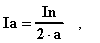 Ia = In / (2 · a) ,